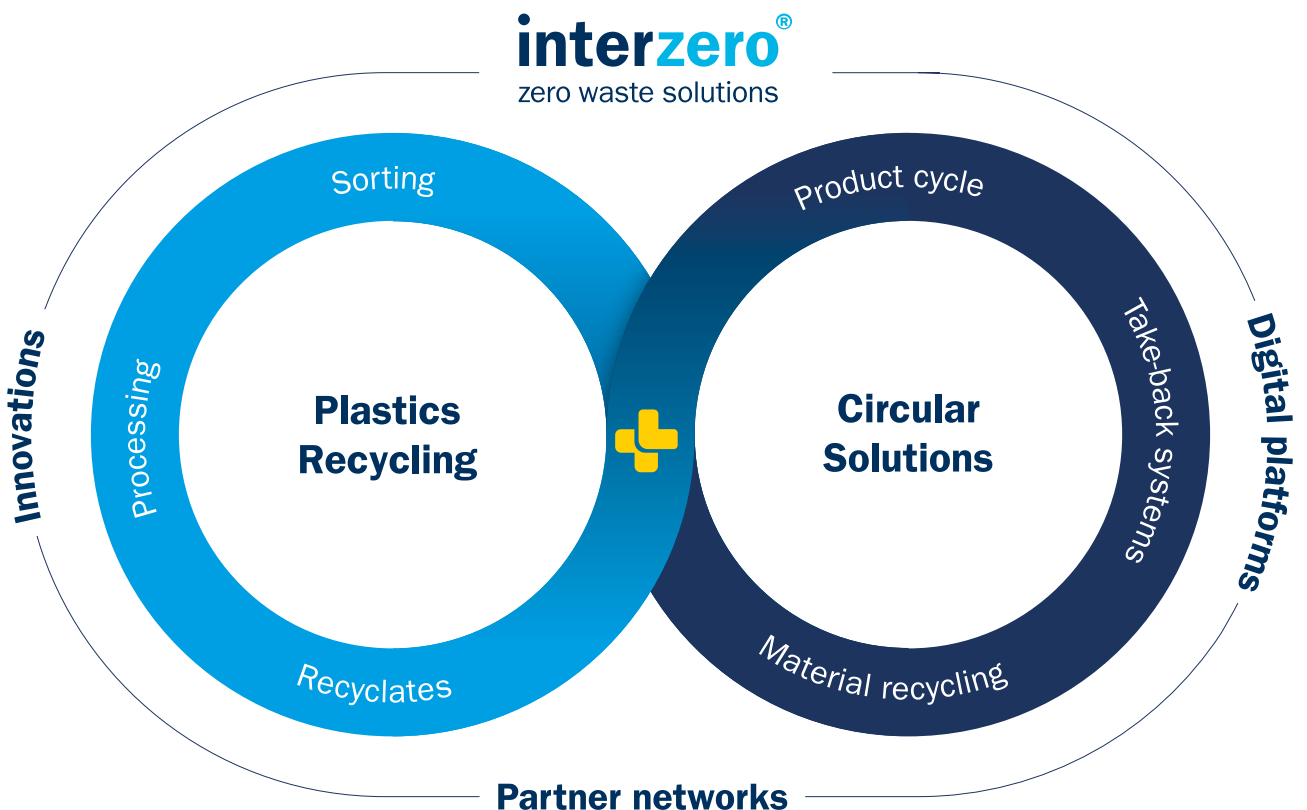 interzero®
zero waste solutions
Sorting
Processing
Recyclates
Plastics
Recycling
Product cycle
Take-back systems
Material recycling
Circular
Solutions
Innovations
Digital platforms
Partner networks